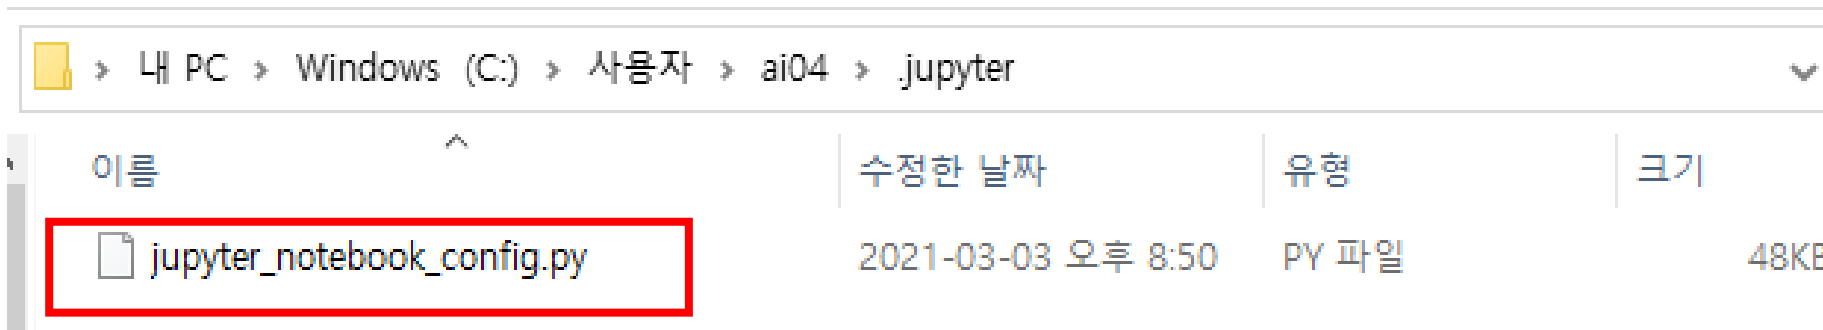 내 PC > Windows (C:) > 사용자 > ai04 > .jupyter
이름 수정한 날짜 유형 크기
jupyter_notebook_config.py 2021-03-03 오후 8:50 PY 파일 48KB